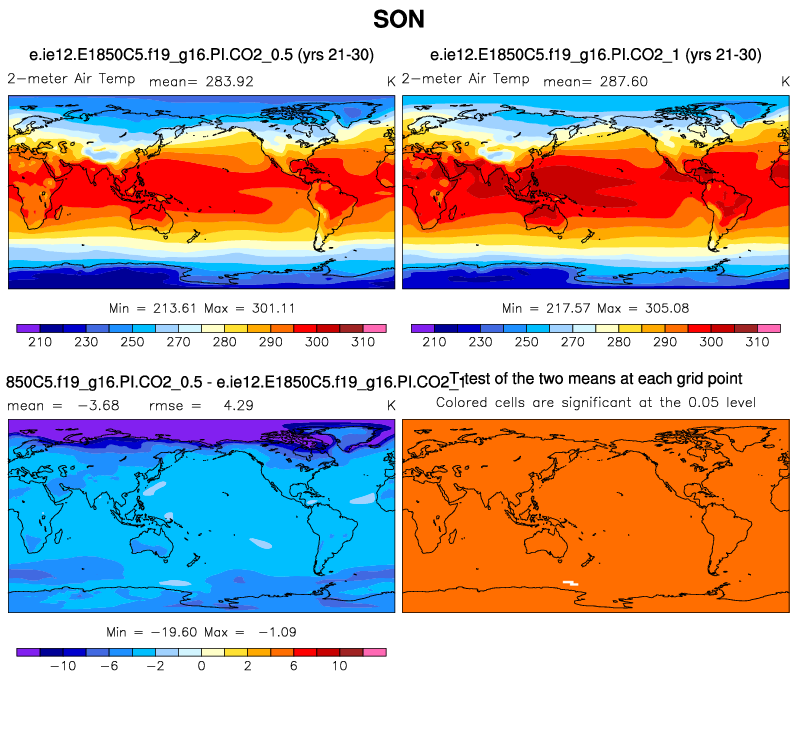 SON
e.ie12.E1850C5.f19_g16.PI.CO2_0.5 (yrs 21-30)
2-meter Air Temp mean= 283.92 K
Min = 213.61 Max = 301.11
210 230 250 270 280 290 300 310
e.ie12.E1850C5.f19_g16.PI.CO2_1 (yrs 21-30)
2-meter Air Temp mean= 287.60 K
Min = 217.57 Max = 305.08
210 230 250 270 280 290 300 310
850C5.f19_g16.PI.CO2_0.5 - e.ie12.E1850C5.f19_g16.PI.CO2_1
mean = -3.68 rmse = 4.29 K
Min = -19.60 Max = -1.09
-10 -6 -2 0 2 6 10
T-test of the two means at each grid point
Colored cells are significant at the 0.05 level